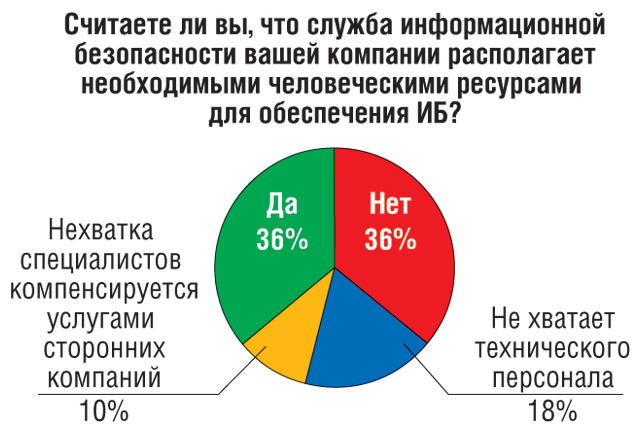 Считаете ли вы, что служба информационной
безопасности вашей компании располагает
необходимыми человеческими ресурсами
для обеспечения ИБ?
Да
36%
Нет
36%
Нехватка
специалистов
компенсируется
услугами
сторонних
компаний
10%
Не хватает
технического
персонала
18%